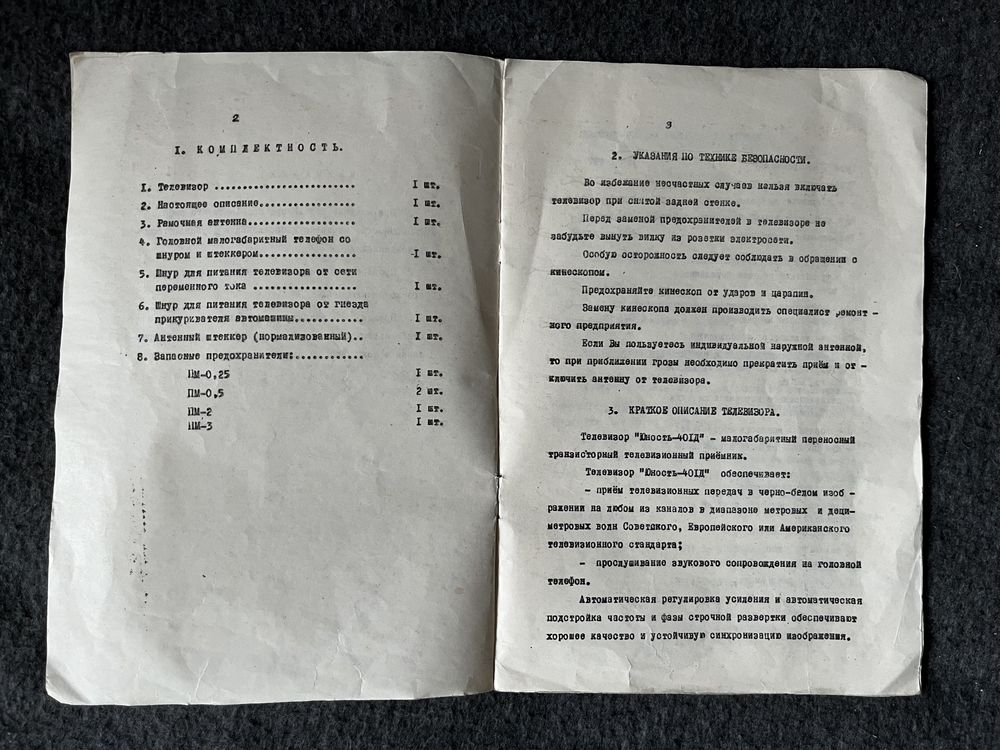 2
I. КОМПЛЕКТНОСТЬ.
I. Телевизор .......................... I шт.
2. Настоящее описание.................. I шт.
3. Рамочная антенна .................. I шт.
4. Головной малогабаритный телефон со
шнуром и штеккером.................. I шт.
5. Шнур для питания телевизора от сети
переменного тока ................... I шт.
6. Шнур для питания телевизора от гнезда
прикуривателя автомашины............. I шт.
7. Антенный штеккер (нормализованный).. I шт.
8. Запасные предохранители:.............
ПМ-0,25 I шт.
ПМ-0,5 2 шт.
ПМ-2 I шт.
ПМ-3 I шт.
3
2. УКАЗАНИЯ ПО ТЕХНИКЕ БЕЗОПАСНОСТИ.
Во избежание несчастных случаев нельзя включать
телевизор при снятой задней стенке.
Перед заменой предохранителей в телевизоре не
забудьте вынуть вилку из розетки электросети.
Особую осторожность следует соблюдать в обращении с
кинескопом.
Предохраняйте кинескоп от ударов и царапин.
Замену кинескопа должен производить специалист ремонт -
ного предприятия.
Если Вы пользуетесь индивидуальной наружной антенной,
то при приближении грозы необходимо прекратить приём и от -
ключить антенну от телевизора.
3. КРАТКОЕ ОПИСАНИЕ ТЕЛЕВИЗОРА.
Телевизор "Юность-40IД" - малогабаритный переносный
транзисторный телевизионный приёмник.
Телевизор "Юность-40IД" обеспечивает:
- приём телевизионных передач в черно-белом изоб -
ражении на любом из каналов в диапазоне метровых и деци-
метровых волн Советского, Европейского или Американского
телевизионного стандарта;
- прослушивание звукового сопровождения на головной
телефон.
Автоматическая регулировка усиления и автоматическая
подстройка частоты и фазы строчной развертки обеспечивают
хорошее качество и устойчивую синхронизацию изображения.